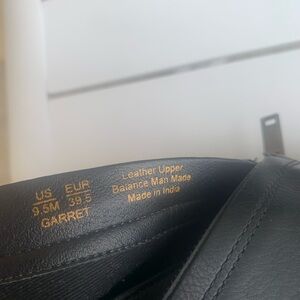 US EUR
9.5M 39.5
GARRET
Leather Upper
Balance Man Made
Made in India